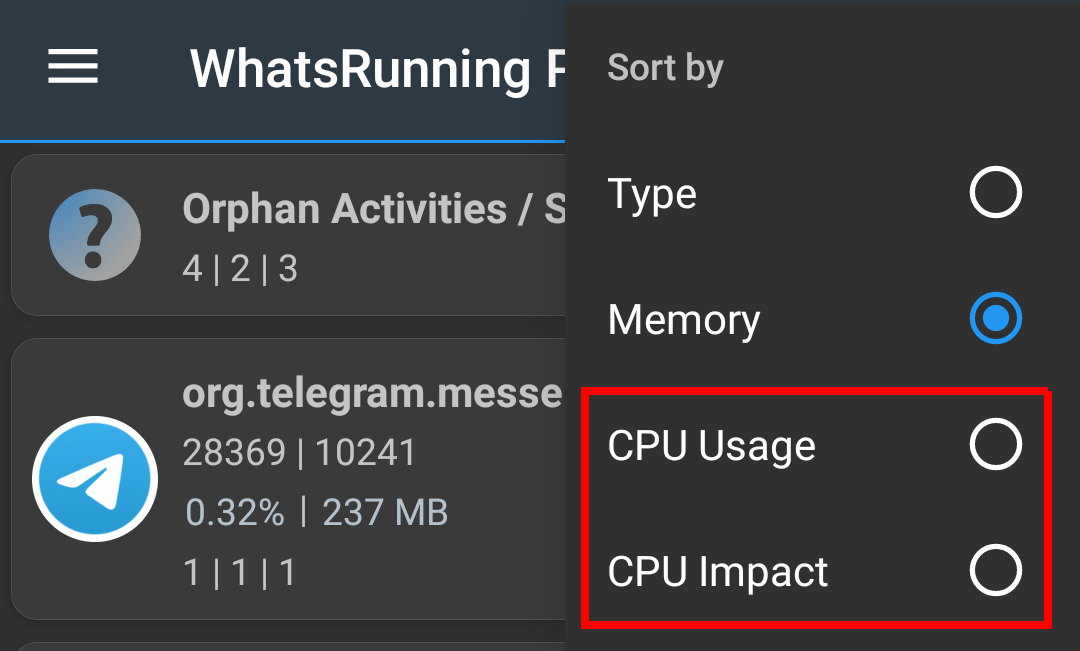 WhatsRunning
Orphan Activities /
4 | 2 | 3
org.telegram.messe
28369 | 10241
0.32% | 237 MB
1 | 1 | 1
Sort by
Type
Memory
CPU Usage
CPU Impact